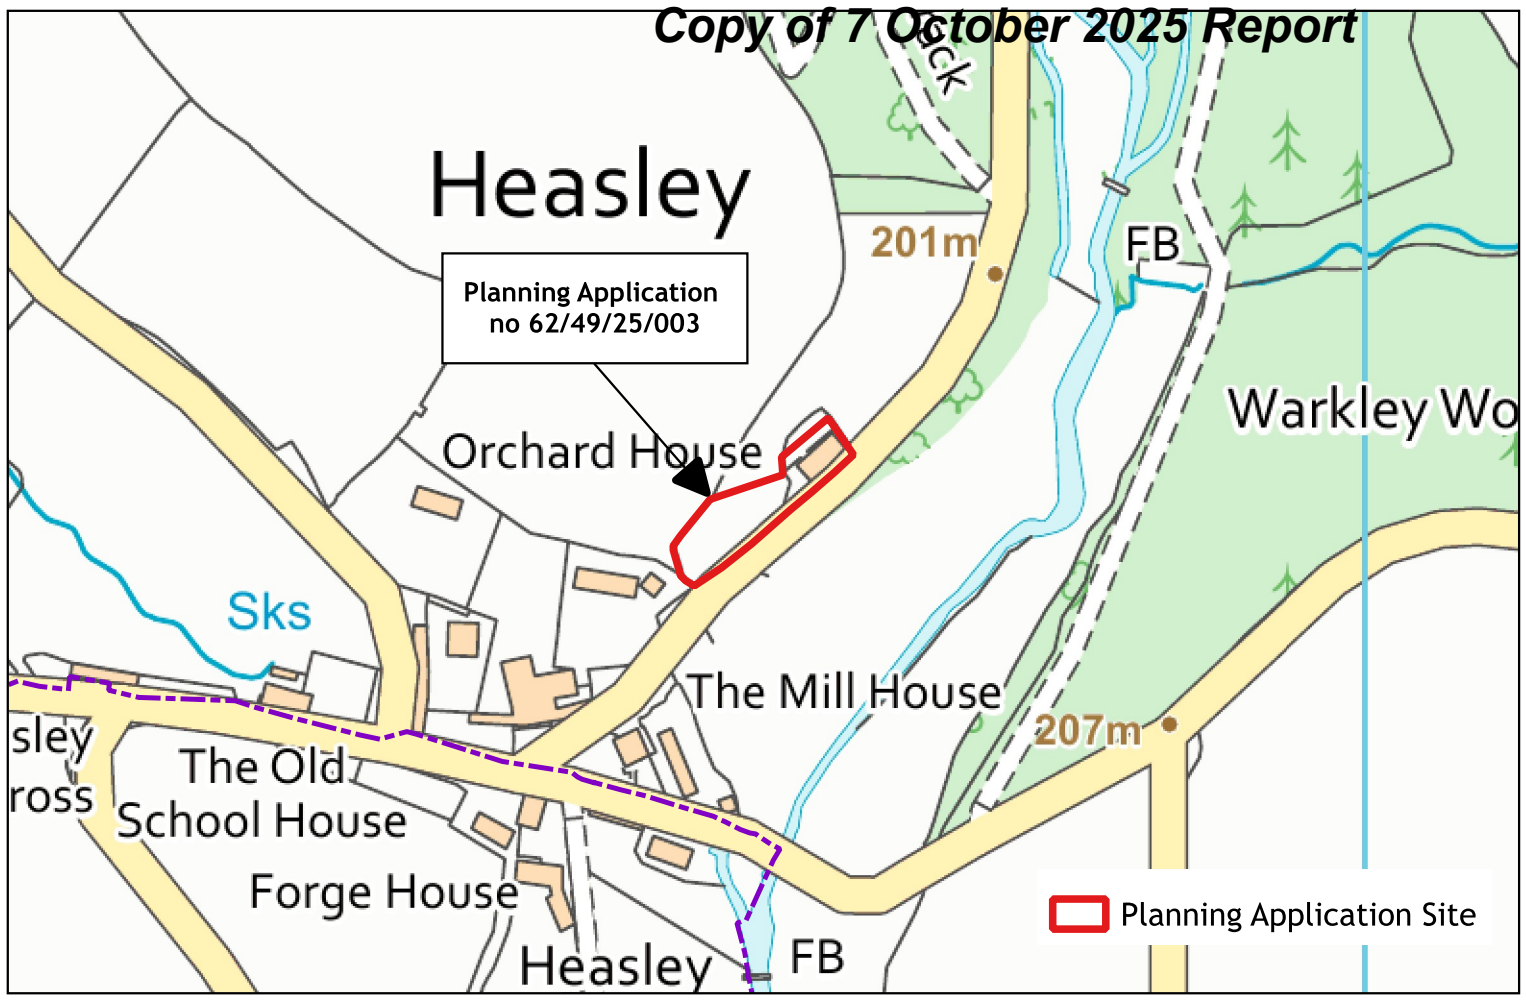 Copy of 7 October 2025 Report
ack
Heasley
201m
FB
Planning Application
no 62/49/25/003
Warkley Wo
Orchard House
Sks
The Mill House
207m
sley
ross
The Old
School House
Forge House
Planning Application Site
Heasley
FB